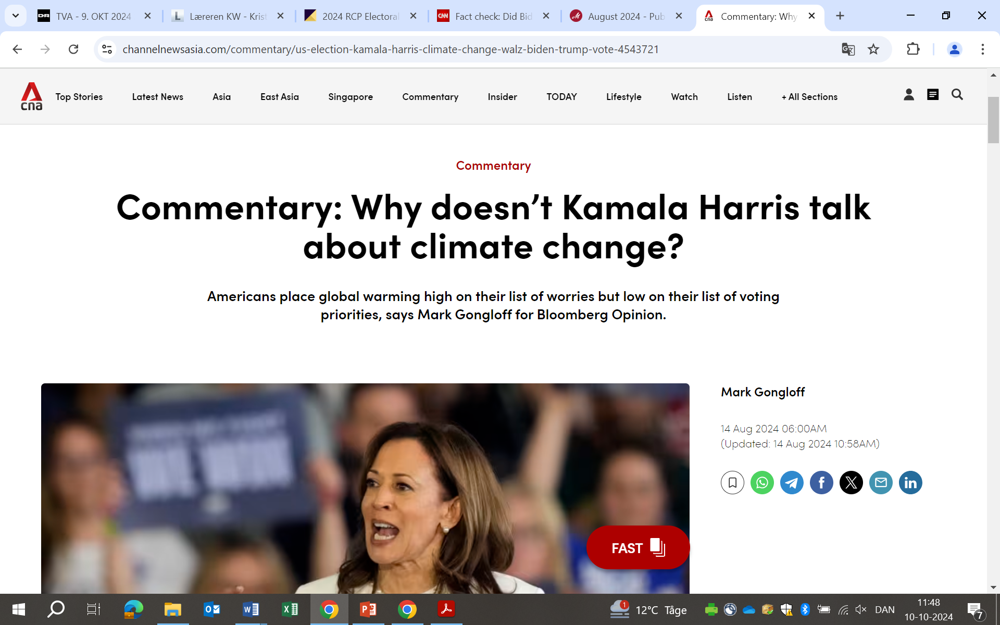 TVA - 9. OKT 2024
Læreren KW - Krist
2024 RCP Electoral
Fact check: Did Bid
August 2024 - Pub
Commentary: Why
channelnewsasia.com/commentary/us-election-kamala-harris-climate-change-walz-biden-trump-vote-4543721
cna
Top Stories
Latest News
Asia
East Asia
Singapore
Commentary
Insider
TODAY
Lifestyle
Watch
Listen
+ All Sections
Commentary
Commentary: Why doesn’t Kamala Harris talk
about climate change?
Americans place global warming high on their list of worries but low on their list of voting
priorities, says Mark Gongloff for Bloomberg Opinion.
Mark Gongloff
14 Aug 2024 06:00AM
(Updated: 14 Aug 2024 10:58AM)
FAST
1
12°C Tåge
DAN
11:48
10-10-2024
7